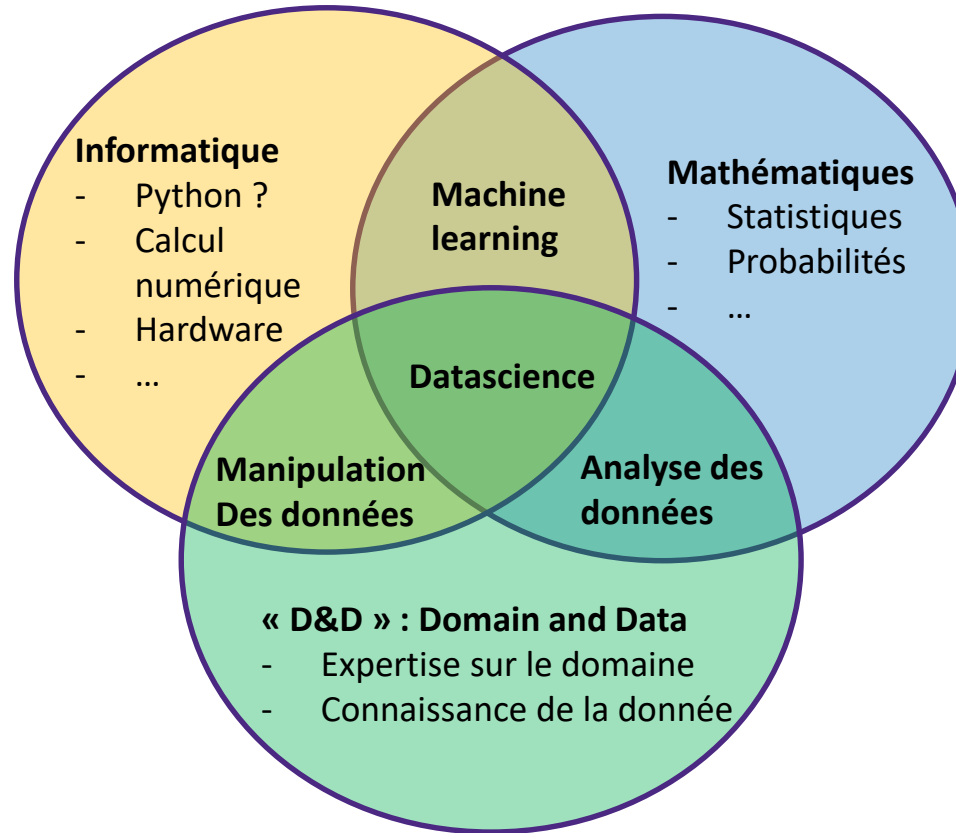 Informatique
- Python ?
- Calcul
numérique
- Hardware
- …
Machine
learning
Mathématiques
- Statistiques
- Probabilités
- …
Datascience
Manipulation
Des données
Analyse des
données
« D&D » : Domain and Data
- Expertise sur le domaine
- Connaissance de la donnée